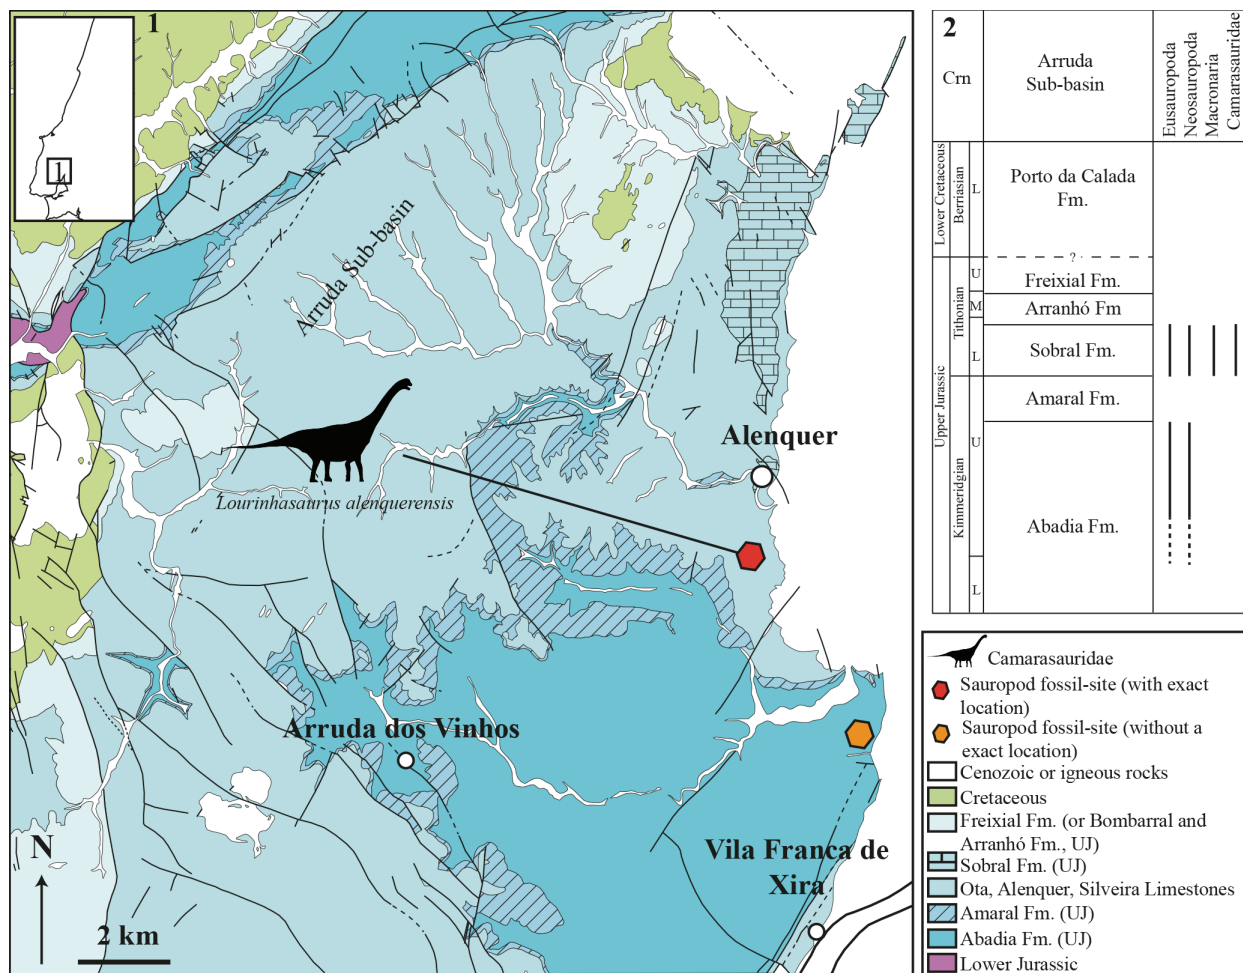 1
1
Arruda Sub-basin
Alenquer
Lourinhasaurus alenquerensis
Arruda dos Vinhos
Vila Franca de
Xira
N
2 km
2
Crn
Arruda
Sub-basin
Eusauropoda
Neosauropoda
Macronaria
Camarasauridae
Lower Cretaceous
Berriasian
L
Porto da Calada
Fm.
?
Upper Jurassic
Tithonian
U
Freixial Fm.
M
Arranhó Fm
L
Sobral Fm.
Kimmeridgian
U
Amaral Fm.
Abadia Fm.
L
Camarasauridae
Sauropod fossil-site (with exact
location)
Sauropod fossil-site (without a
exact location)
Cenozoic or igneous rocks
Cretaceous
Freixial Fm. (or Bombarral and
Arranhó Fm., UJ)
Sobral Fm. (UJ)
Ota, Alenquer, Silveira Limestones
Amaral Fm. (UJ)
Abadia Fm. (UJ)
Lower Jurassic